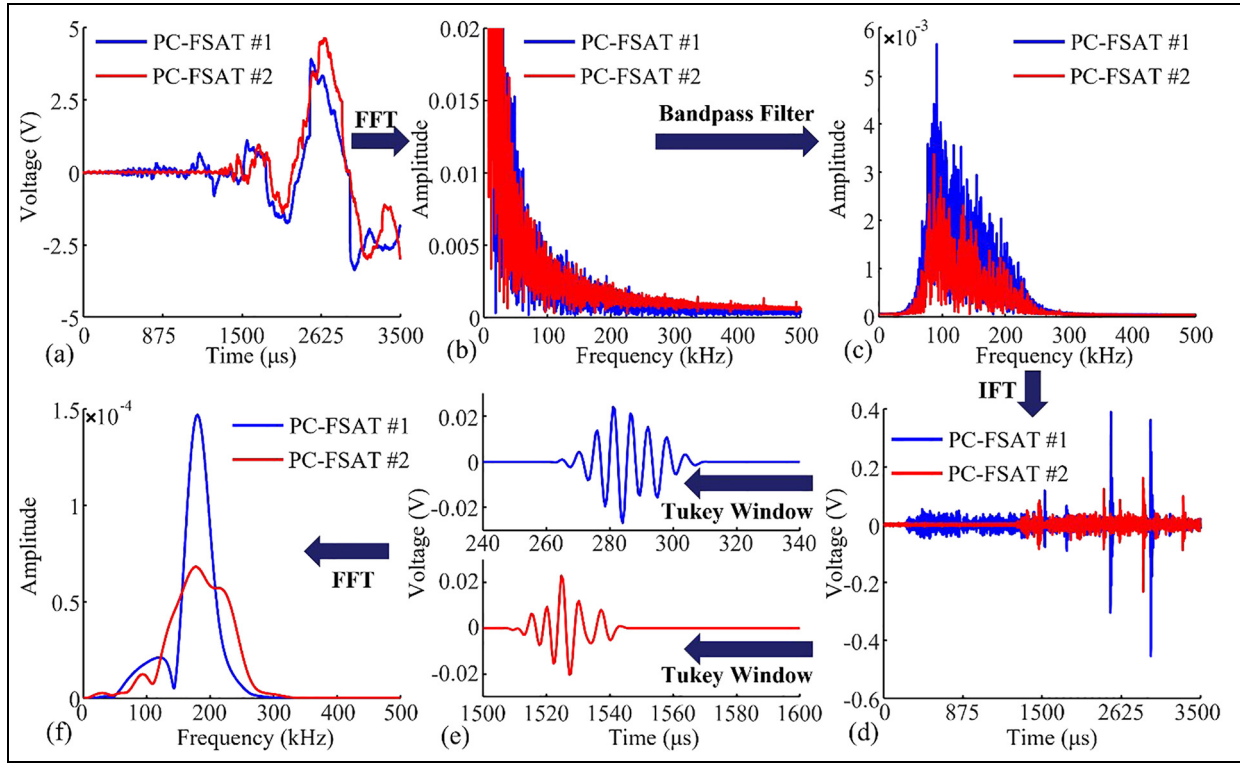 PC-FSAT #1
PC-FSAT #2
5
2.5
0
-2.5
-5
Voltage (V)
0 875 1500 2625 3500
Time (μs)
(a)
FFT
PC-FSAT #1
PC-FSAT #2
0.02
0.015
0.01
0.005
0
Amplitude
0 100 200 300 400 500
Frequency (kHz)
(b)
Bandpass Filter
×10-3
PC-FSAT #1
PC-FSAT #2
6
5
4
3
2
1
0
Amplitude
0 100 200 300 400 500
Frequency (kHz)
(c)
IFT
PC-FSAT #1
PC-FSAT #2
0.4
0.2
0
-0.2
-0.4
-0.6
Voltage (V)
0 875 1500 2625 3500
Time (μs)
(d)
0.02
0
-0.02
Tukey Window
240 260 280 300 320 340
Voltage (V)
0.02
0
-0.02
Tukey Window
1500 1520 1540 1560 1580 1600
Time (μs)
(e)
FFT
×10-4
PC-FSAT #1
PC-FSAT #2
1.5
1
0.5
0
Amplitude
0 100 200 300 400 500
Frequency (kHz)
(f)